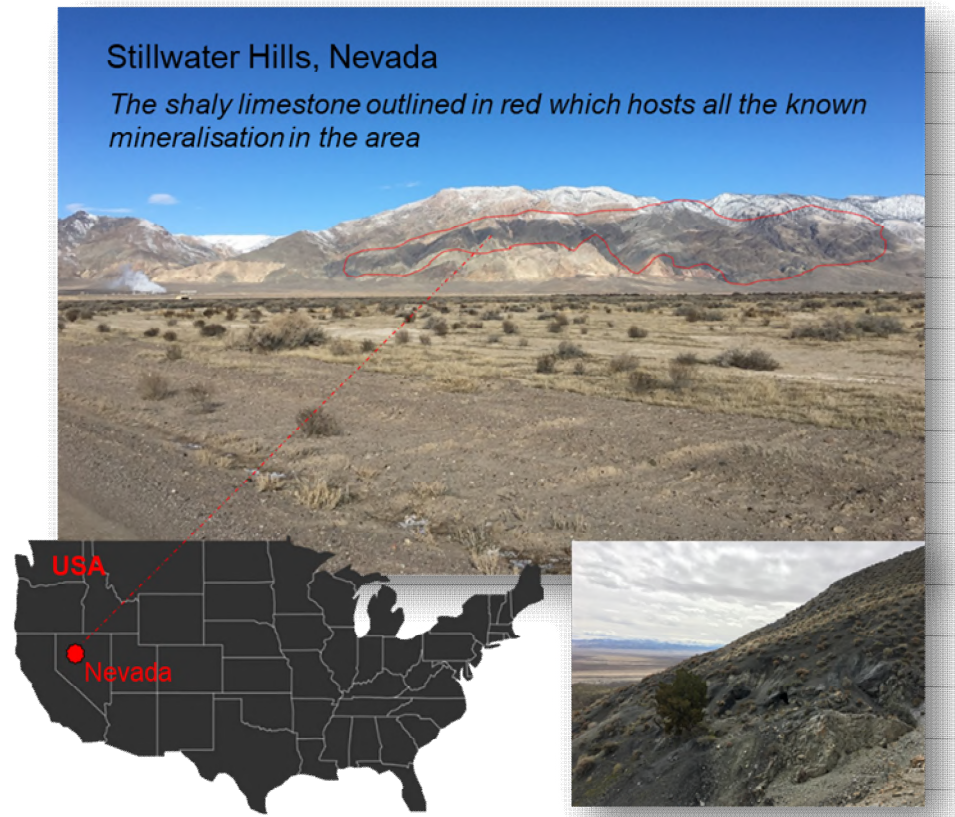 Stillwater Hills, Nevada
The shaly limestone outlined in red which hosts all the known
mineralisation in the area
USA
Nevada